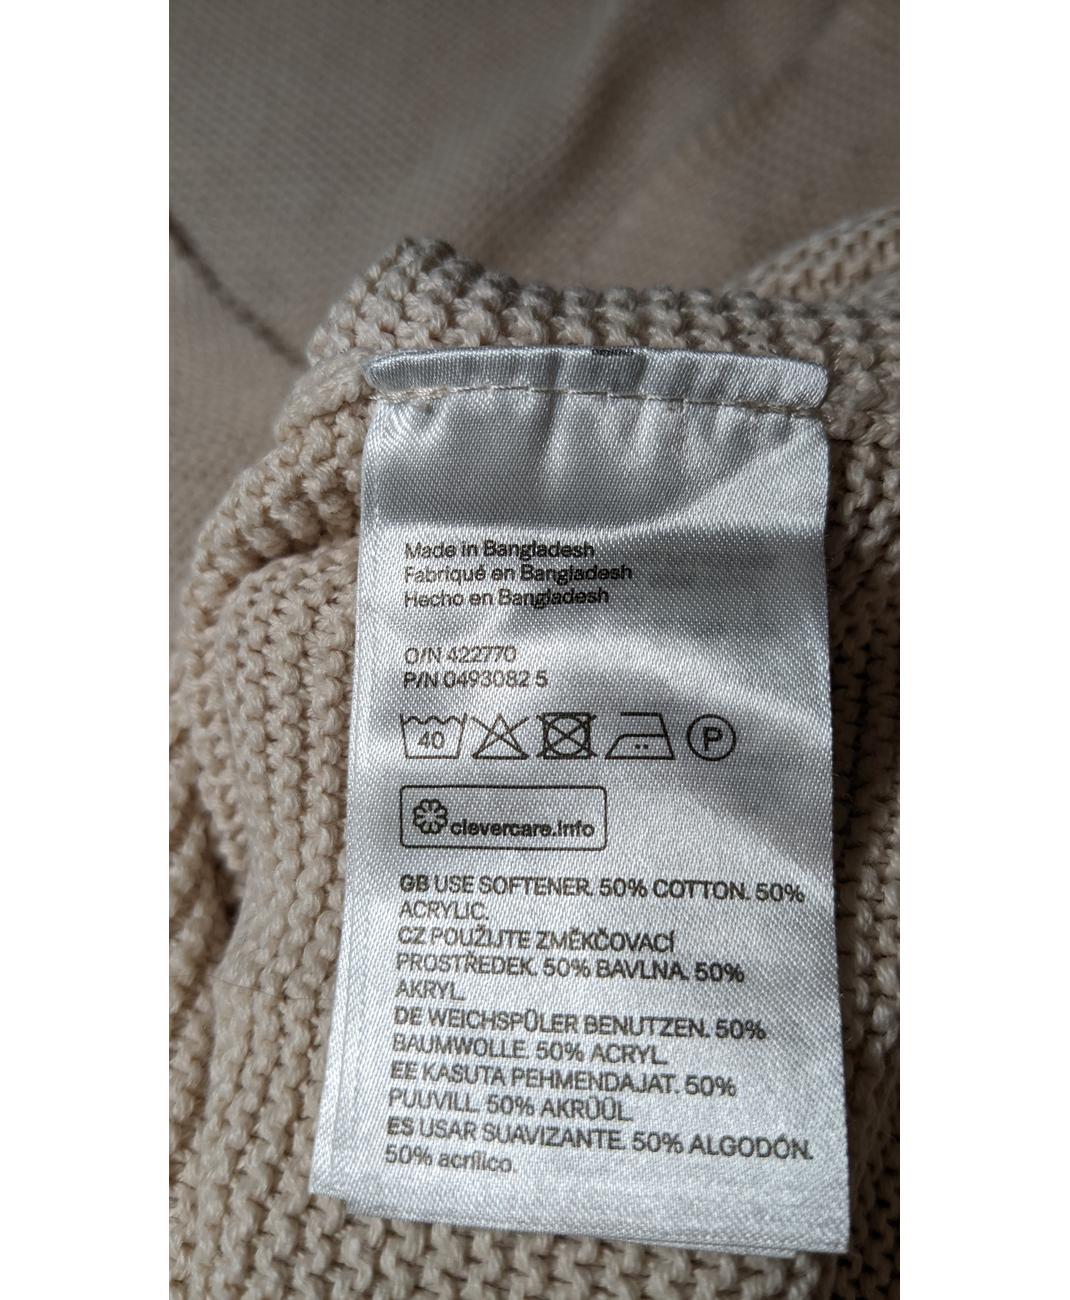 Made in Bangladesh
Fabriqué en Bangladesh
Hecho en Bangladesh
O/N 422770
P/N 0493082 5
40 P
clevercare.info
GB USE SOFTENER. 50% COTTON. 50%
ACRYLIC.
CZ POUŽIJTE ZMĚKČOVACÍ
PROSTŘEDEK. 50% BAVLNA. 50%
AKRYL.
DE WEICHSPÜLER BENUTZEN. 50%
BAUMWOLLE. 50% ACRYL.
EE KASUTA PEHMENDAJAT. 50%
PUUVILL. 50% AKRÜÜL.
ES USAR SUAVIZANTE. 50% ALGODÓN.
50% acrílico.